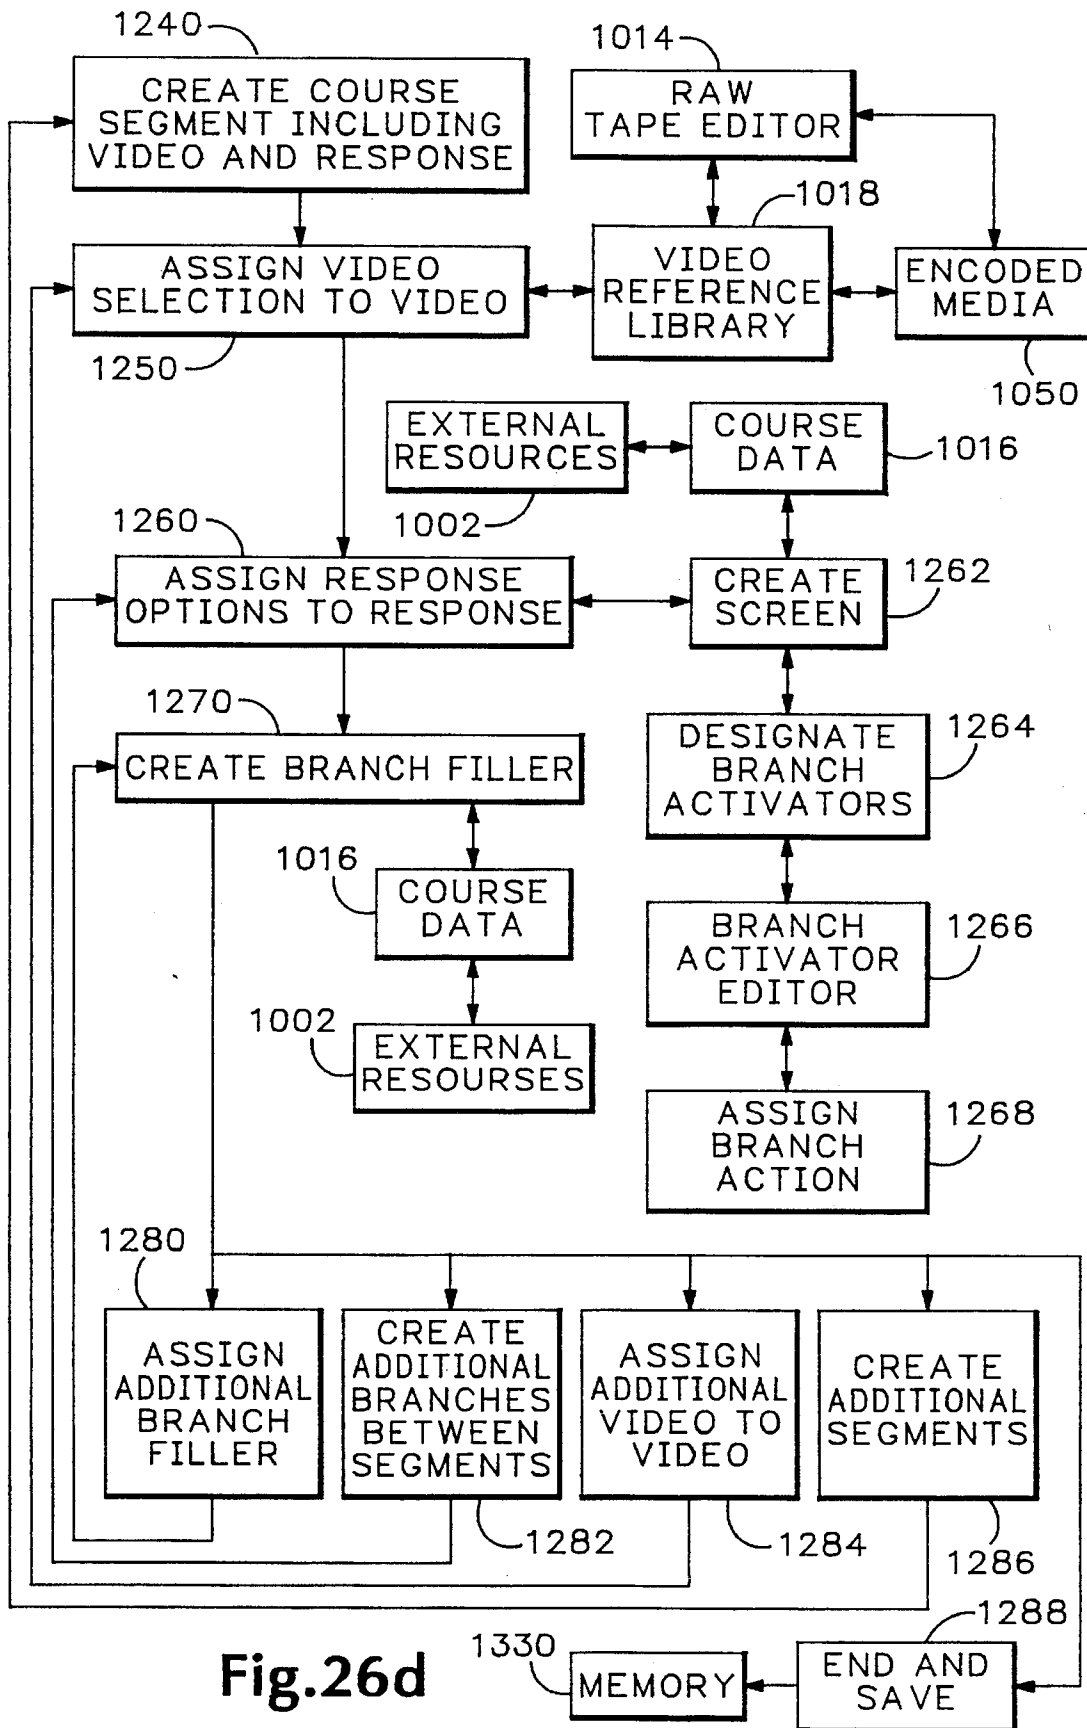 1240
CREATE COURSE
SEGMENT INCLUDING
VIDEO AND RESPONSE
1014
RAW
TAPE EDITOR
1018
ASSIGN VIDEO
SELECTION TO VIDEO
1250
VIDEO
REFERENCE
LIBRARY
ENCODED
MEDIA
1050
EXTERNAL
RESOURCES
1002
COURSE
DATA
1016
1260
ASSIGN RESPONSE
OPTIONS TO RESPONSE
CREATE
SCREEN
1262
1270
CREATE BRANCH FILLER
DESIGNATE
BRANCH
ACTIVATORS
1264
1016
COURSE
DATA
BRANCH
ACTIVATOR
EDITOR
1266
1002
EXTERNAL
RESOURSES
ASSIGN
BRANCH
ACTION
1268
1280
ASSIGN
ADDITIONAL
BRANCH
FILLER
CREATE
ADDITIONAL
BRANCHES
BETWEEN
SEGMENTS
1282
ASSIGN
ADDITIONAL
VIDEO TO
VIDEO
1284
CREATE
ADDITIONAL
SEGMENTS
1286
1288
END AND
SAVE
1330
MEMORY
Fig.26d